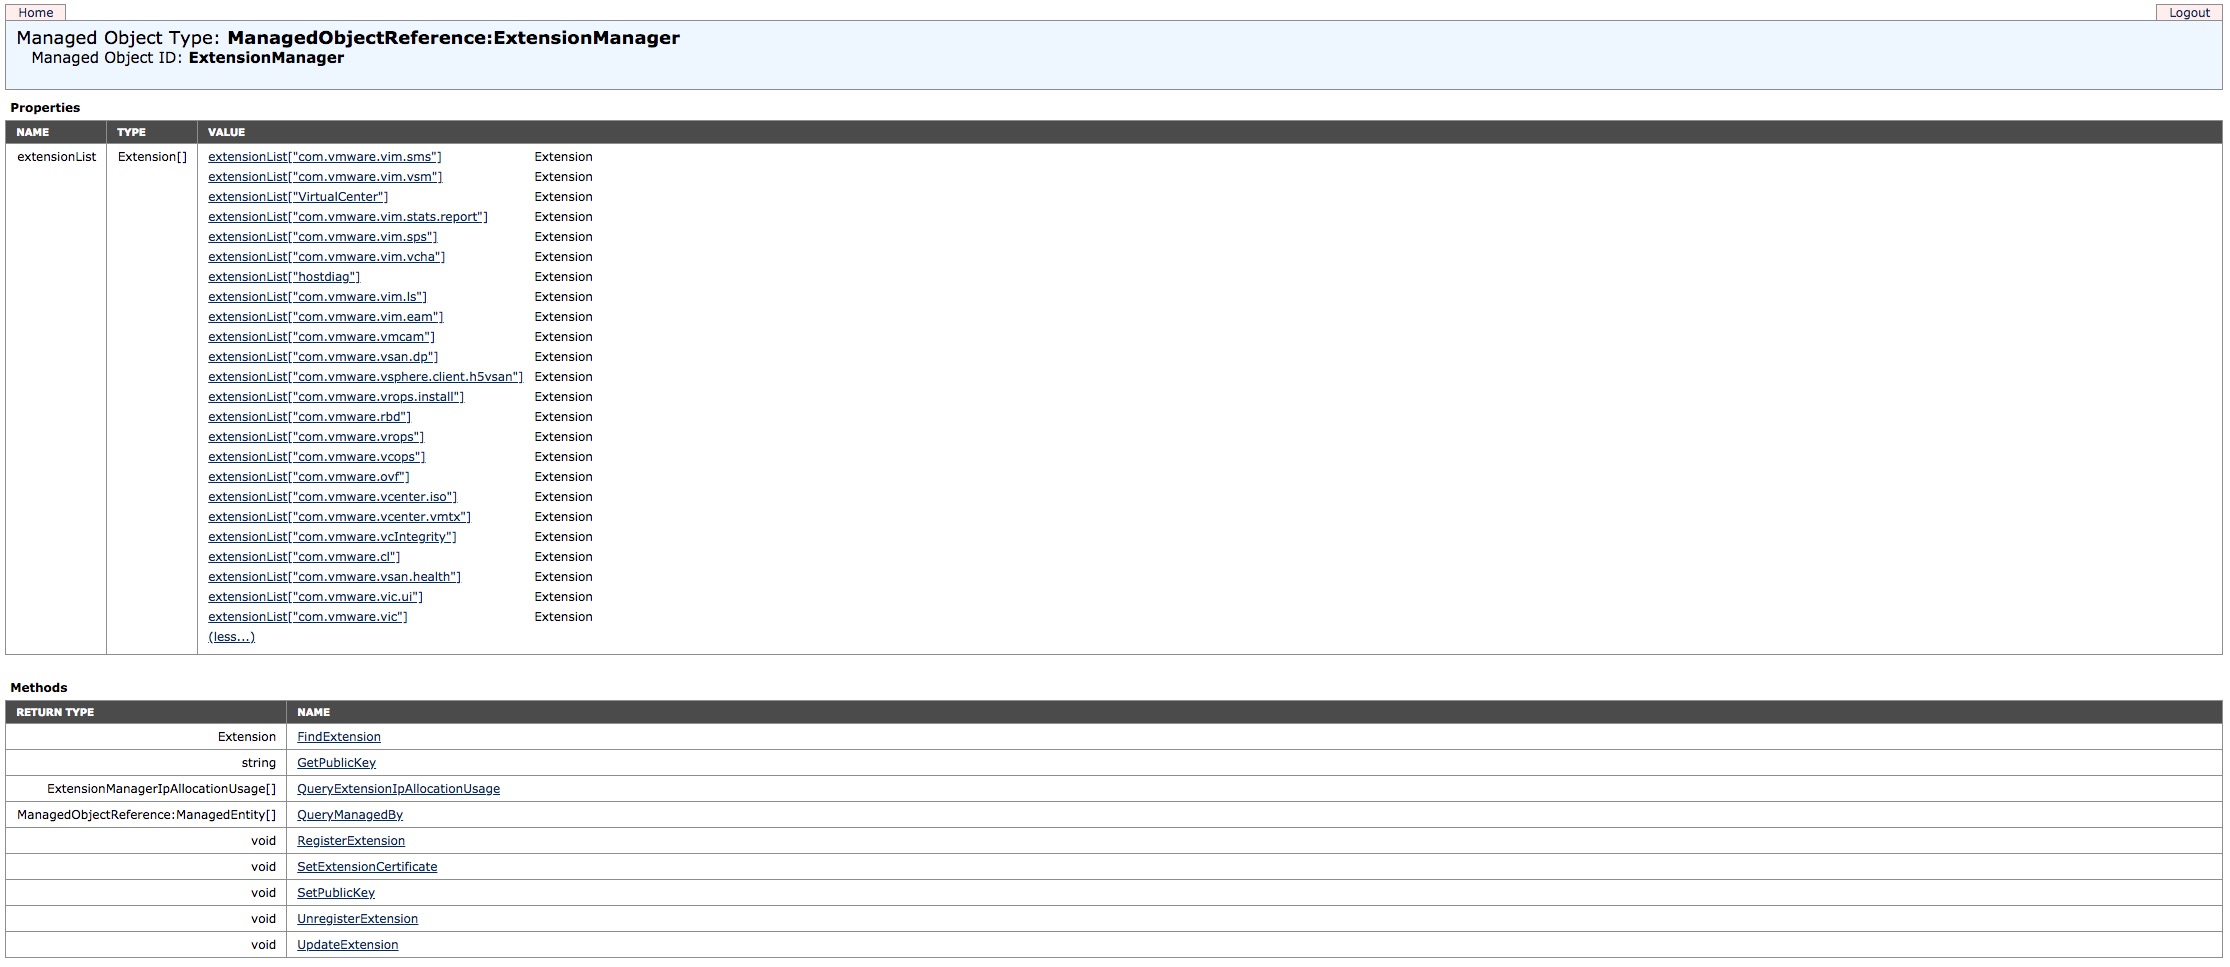 Home Logout
Managed Object Type: ManagedObjectReference:ExtensionManager
Managed Object ID: ExtensionManager
Properties
NAME TYPE VALUE
extensionList Extension[] extensionList["com.vmware.vim.sms"] Extension
extensionList["com.vmware.vim.vsm"] Extension
extensionList["VirtualCenter"] Extension
extensionList["com.vmware.vim.stats.report"] Extension
extensionList["com.vmware.vim.sps"] Extension
extensionList["com.vmware.vim.vcha"] Extension
extensionList["hostdiag"] Extension
extensionList["com.vmware.vim.ls"] Extension
extensionList["com.vmware.vim.eam"] Extension
extensionList["com.vmware.vmcam"] Extension
extensionList["com.vmware.vsan.dp"] Extension
extensionList["com.vmware.vsphere.client.h5vsan"] Extension
extensionList["com.vmware.vrops.install"] Extension
extensionList["com.vmware.rbd"] Extension
extensionList["com.vmware.vrops"] Extension
extensionList["com.vmware.vcops"] Extension
extensionList["com.vmware.ovf"] Extension
extensionList["com.vmware.vcenter.iso"] Extension
extensionList["com.vmware.vcenter.vmtx"] Extension
extensionList["com.vmware.vcIntegrity"] Extension
extensionList["com.vmware.cl"] Extension
extensionList["com.vmware.vsan.health"] Extension
extensionList["com.vmware.vic.ui"] Extension
extensionList["com.vmware.vic"] Extension
(less...)
Methods
RETURN TYPE NAME
Extension FindExtension
string GetPublicKey
ExtensionManagerIpAllocationUsage[] QueryExtensionIpAllocationUsage
ManagedObjectReference:ManagedEntity[] QueryManagedBy
void RegisterExtension
void SetExtensionCertificate
void SetPublicKey
void UnregisterExtension
void UpdateExtension